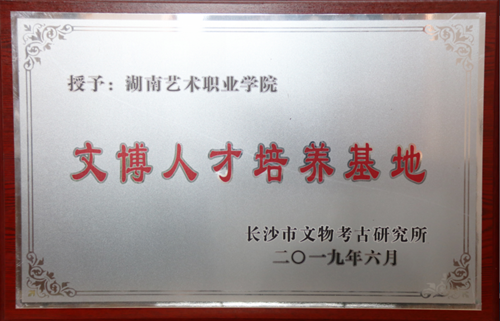 授予：湖南艺术职业学院
文博人才培养基地
长沙市文物考古研究所
二〇一九年六月